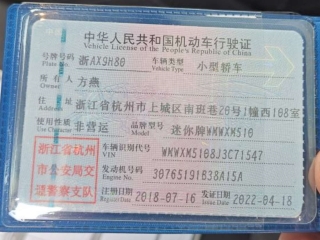 中华人民共和国机动车行驶证
Vehicle License of the People's Republic of China
号牌号码 浙AX9H80 车辆类型 小型轿车
Plate No. Vehicle Type
所有人 方燕
Owner
住址 浙江省杭州市上城区南班巷26号1幢西108室
Address
使用性质 非营运 品牌型号 迷你牌WMWXM510
Use Character Model
浙江省杭州市公安局交通警察支队
车辆识别代号 WMWXM5108J3C71547
VIN
发动机号码 30765191B38A15A
Engine No.
注册日期 2018-07-16 发证日期 2022-04-18
Register Date Issue Date